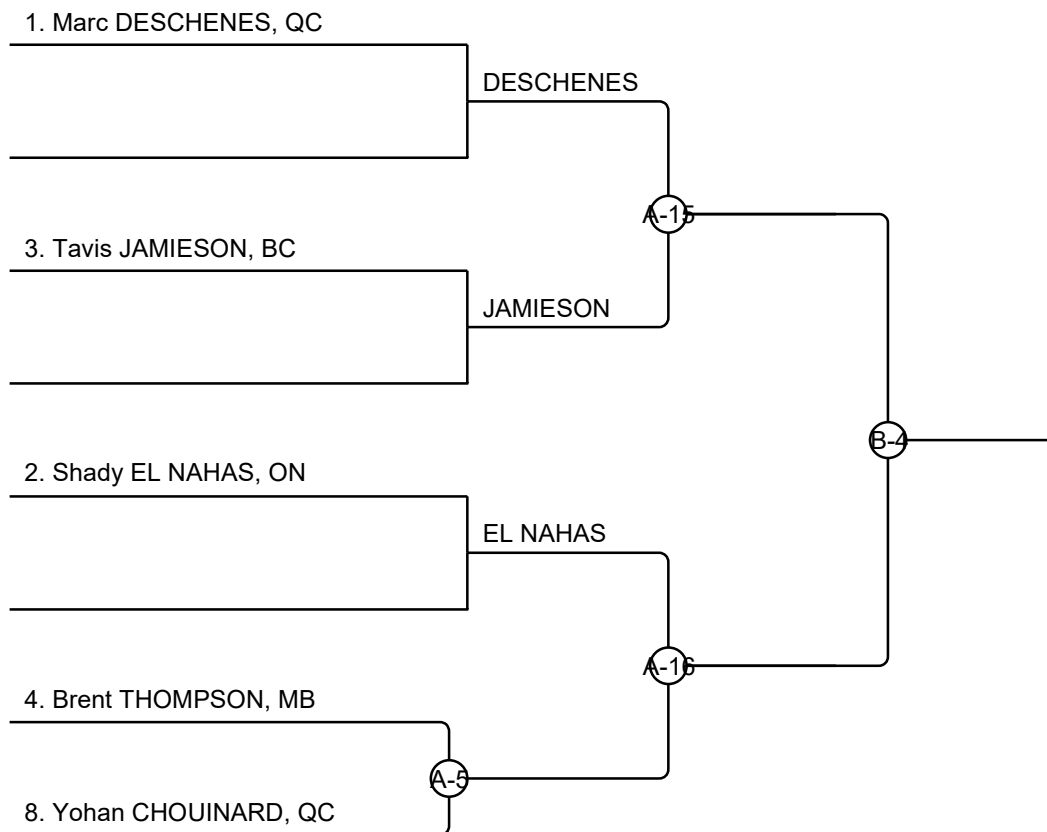 1. Marc DESCHENES, QC
DESCHENES
A-15
3. Tavis JAMIESON, BC
JAMIESON
B-4
2. Shady EL NAHAS, ON
EL NAHAS
A-16
4. Brent THOMPSON, MB
A-5
8. Yohan CHOUINARD, QC